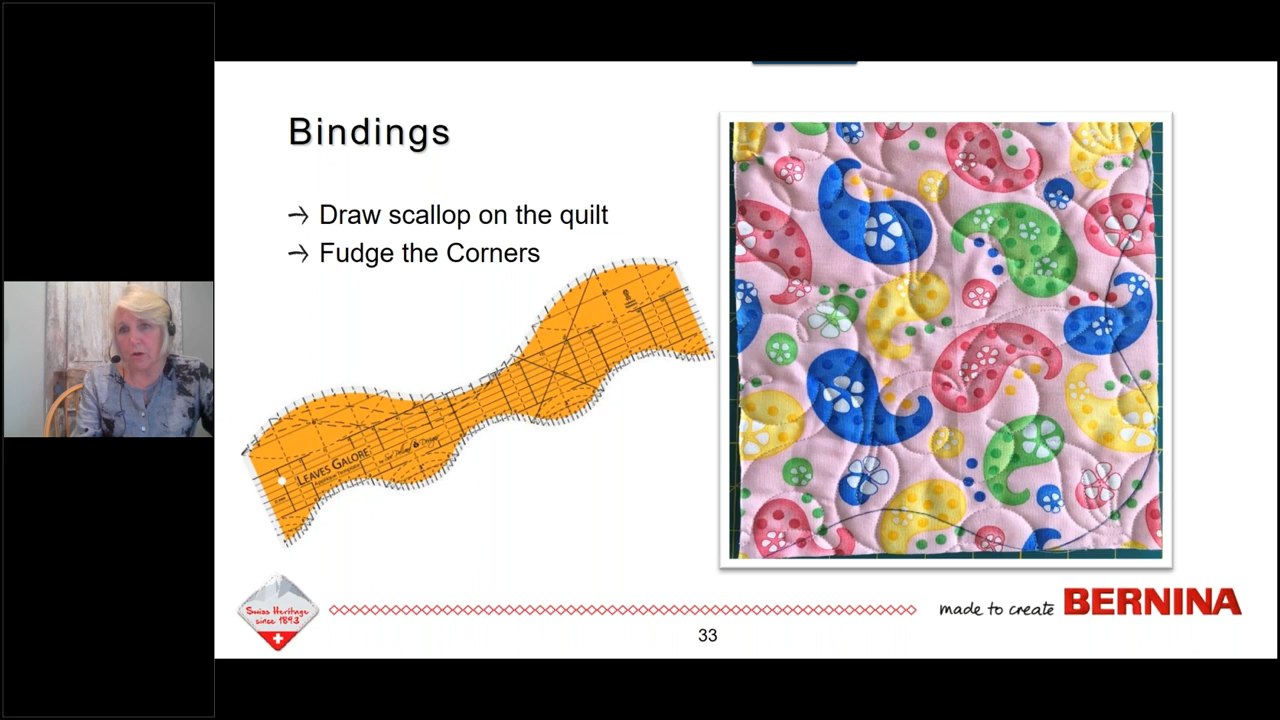 Bindings
→ Draw scallop on the quilt
→ Fudge the Corners
LEAVES GALORE
Swiss Heritage
since 1893
made to create BERNINA
33